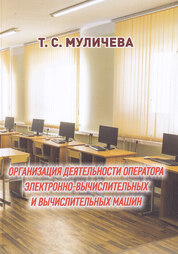 Т. С. МУЛИЧЕВА
ОРГАНИЗАЦИЯ ДЕЯТЕЛЬНОСТИ ОПЕРАТОРА
ЭЛЕКТРОННО-ВЫЧИСЛИТЕЛЬНЫХ
И ВЫЧИСЛИТЕЛЬНЫХ МАШИН